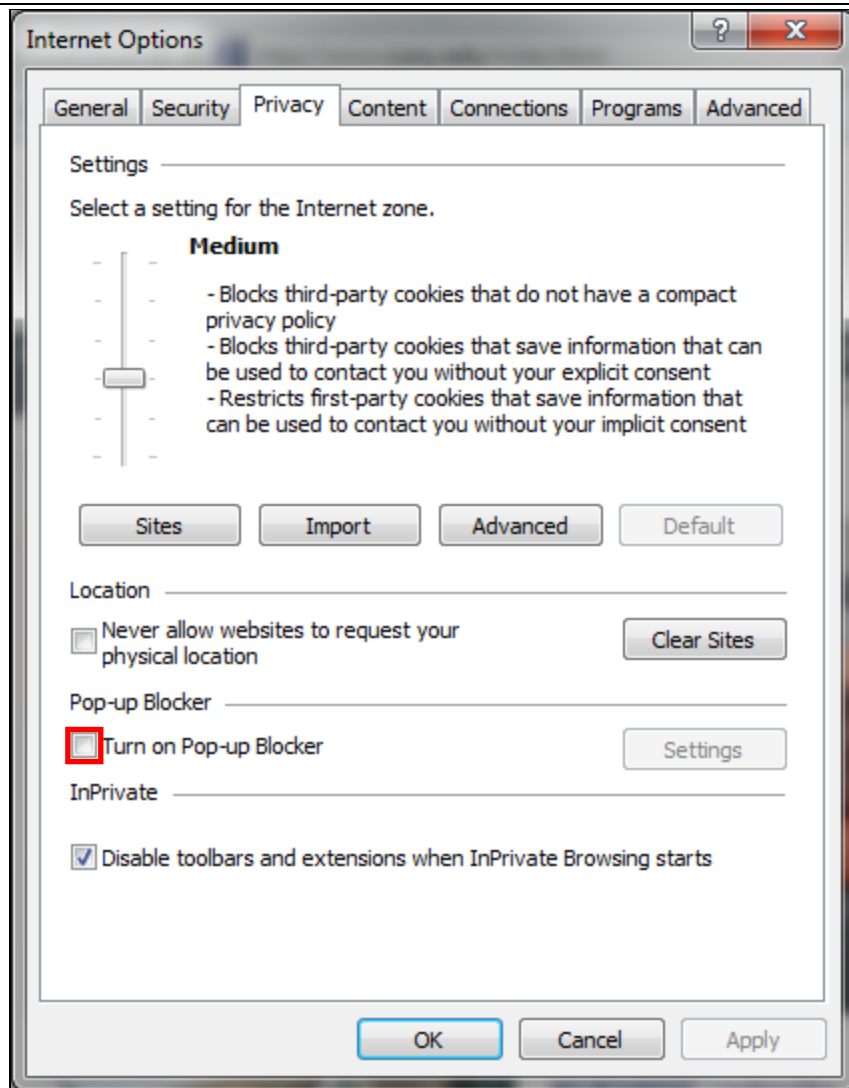 Internet Options
?
General Security Privacy Content Connections Programs Advanced
Settings
Select a setting for the Internet zone.
Medium
- Blocks third-party cookies that do not have a compact
privacy policy
- Blocks third-party cookies that save information that can
be used to contact you without your explicit consent
- Restricts first-party cookies that save information that
can be used to contact you without your implicit consent
Sites Import Advanced Default
Location
Never allow websites to request your
physical location
Clear Sites
Pop-up Blocker
Turn on Pop-up Blocker
Settings
InPrivate
Disable toolbars and extensions when InPrivate Browsing starts
OK Cancel Apply